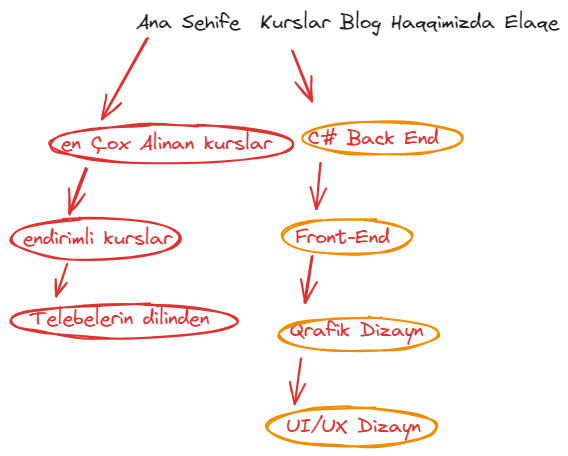 Ana Sehife Kurslar Blog Haqqimizda Elaqe
en Çox Alinan kurslar
C# Back End
endirimli kurslar
Front-End
Telebelerin dilinden
Qrafik Dizayn
UI/UX Dizayn